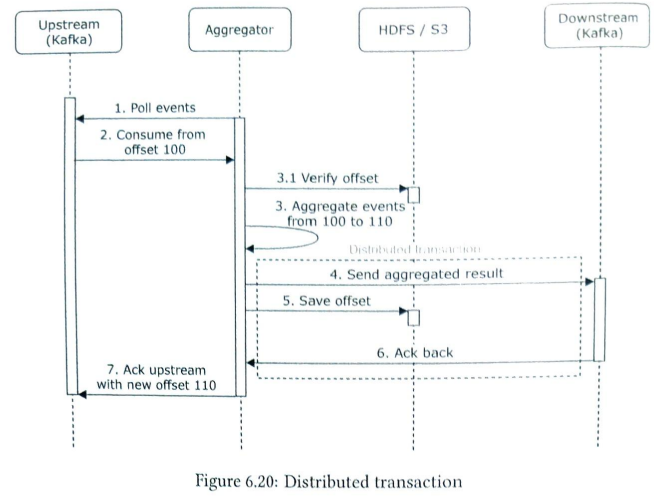 Upstream
(Kafka)
Aggregator
HDFS / S3
Downstream
(Kafka)
1. Poll events
2. Consume from
offset 100
3.1 Verify offset
3. Aggregate events
from 100 to 110
Distributed transaction
4. Send aggregated result
5. Save offset
6. Ack back
7. Ack upstream
with new offset 110
Figure 6.20: Distributed transaction